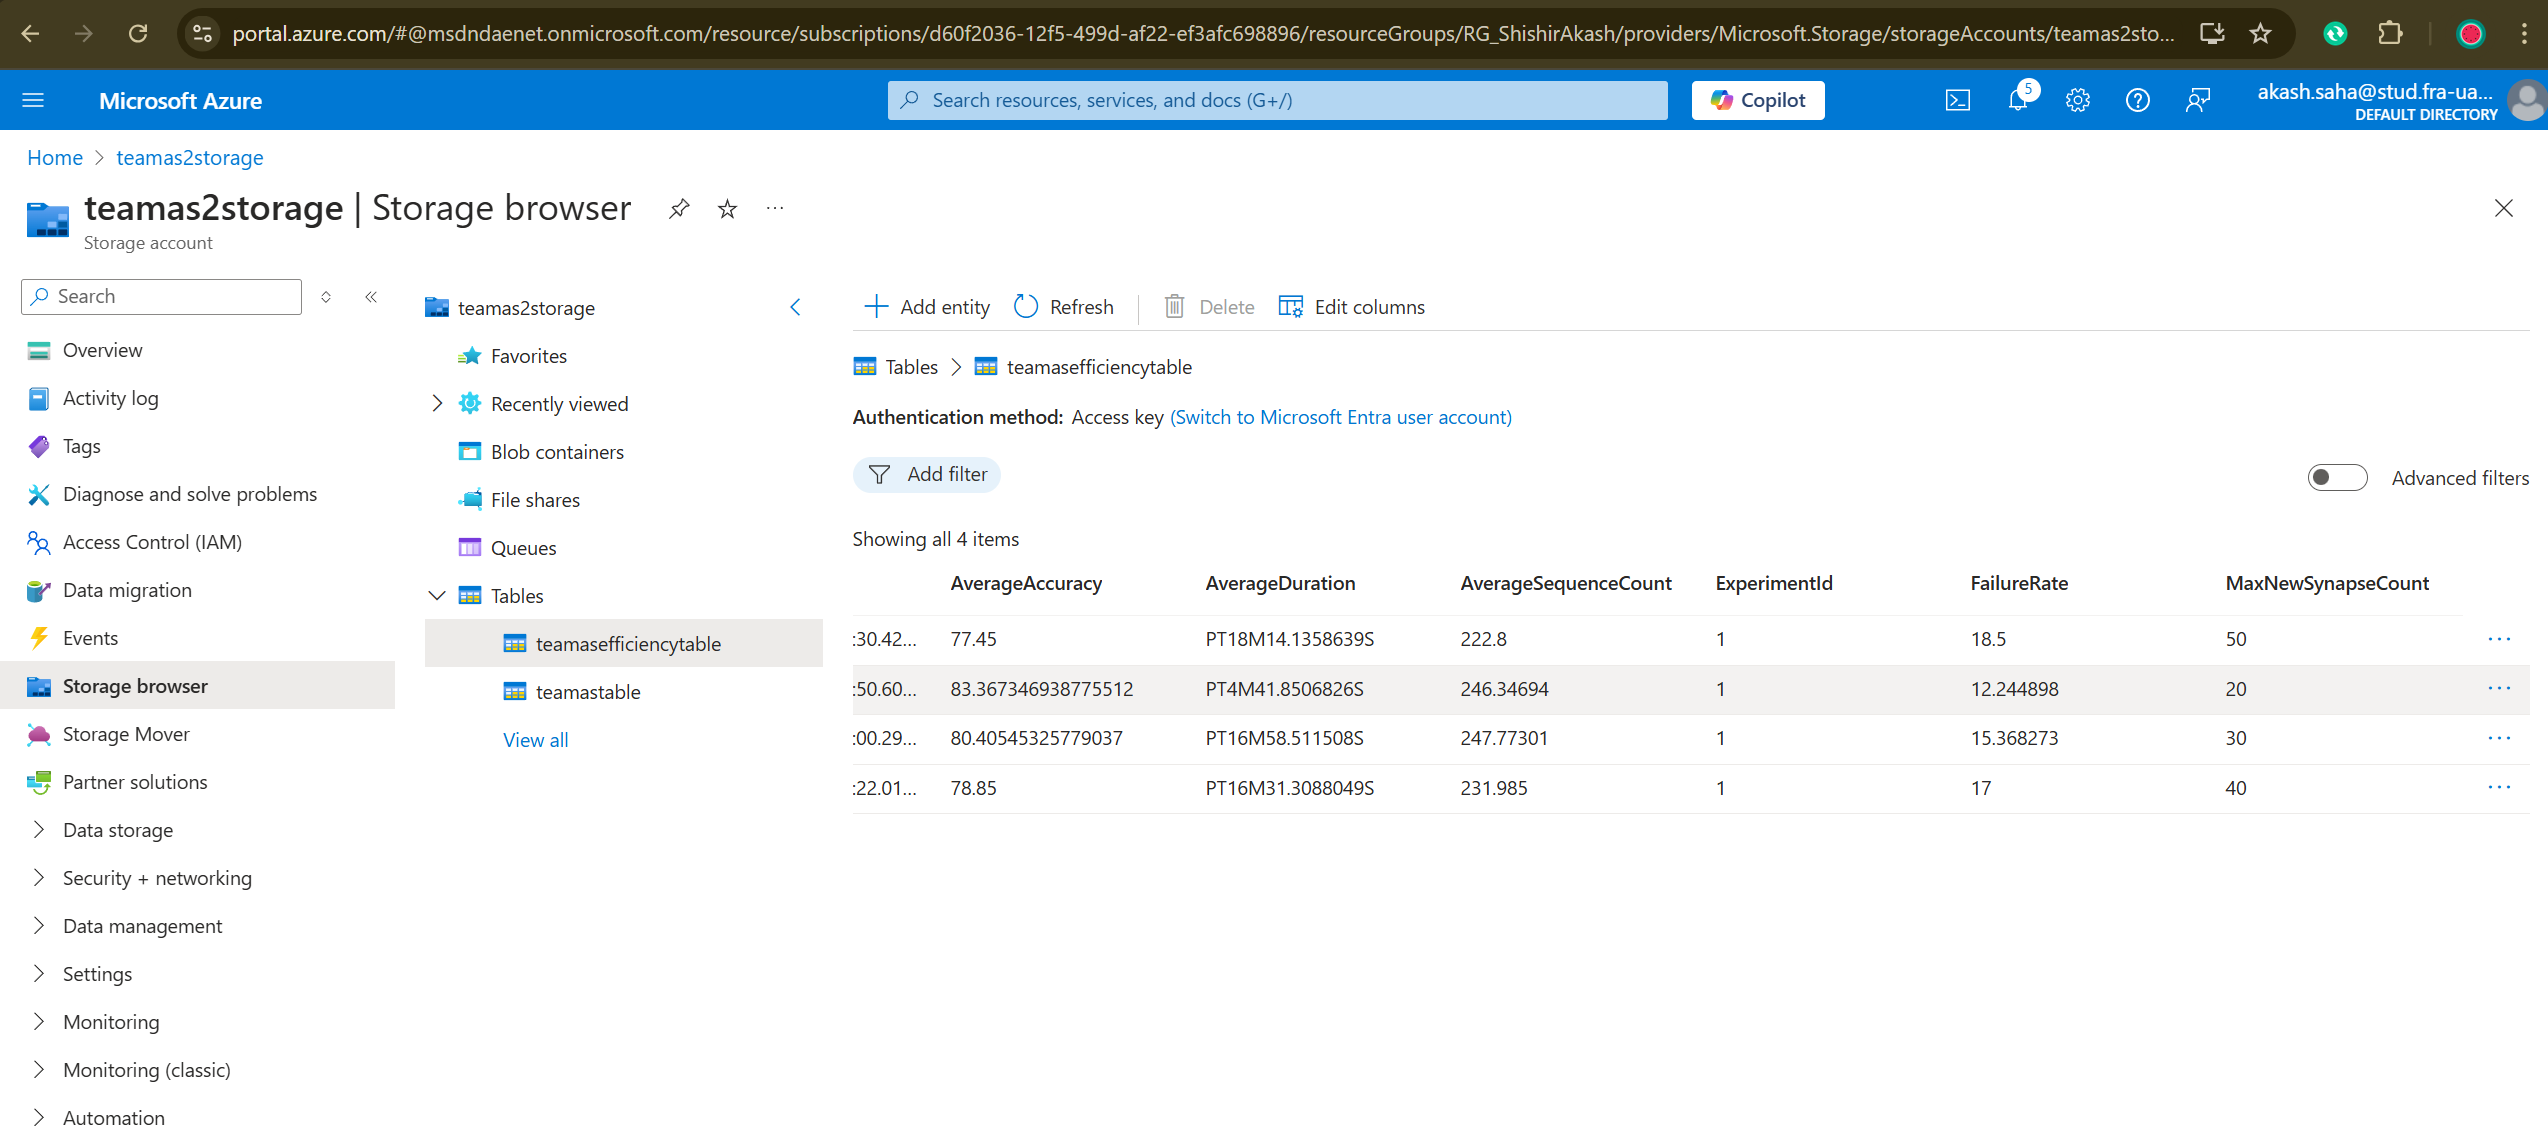 portal.azure.com/#@msdndaenet.onmicrosoft.com/resource/subscriptions/d60f2036-12f5-499d-af22-ef3afc698896/resourceGroups/RG_ShishirAkash/providers/Microsoft.Storage/storageAccounts/teamas2sto...
Microsoft Azure
Search resources, services, and docs (G+/)
Copilot
5
akash.saha@stud.fra-ua...
DEFAULT DIRECTORY
Home > teamas2storage
teamas2storage | Storage browser
Storage account
Search
Overview
Activity log
Tags
Diagnose and solve problems
Access Control (IAM)
Data migration
Events
Storage browser
Storage Mover
Partner solutions
Data storage
Security + networking
Data management
Settings
Monitoring
Monitoring (classic)
Automation
teamas2storage
Favorites
Recently viewed
Blob containers
File shares
Queues
Tables
teamasefficiencytable
teamastable
View all
Add entity Refresh Delete Edit columns
Tables > teamasefficiencytable
Authentication method: Access key (Switch to Microsoft Entra user account)
Add filter
Advanced filters
Showing all 4 items
AverageAccuracy AverageDuration AverageSequenceCount ExperimentId FailureRate MaxNewSynapseCount
:30.42... 77.45 PT18M14.1358639S 222.8 1 18.5 50
:50.60... 83.367346938775512 PT4M41.8506826S 246.34694 1 12.244898 20
:00.29... 80.40545325779037 PT16M58.511508S 247.77301 1 15.368273 30
:22.01... 78.85 PT16M31.3088049S 231.985 1 17 40